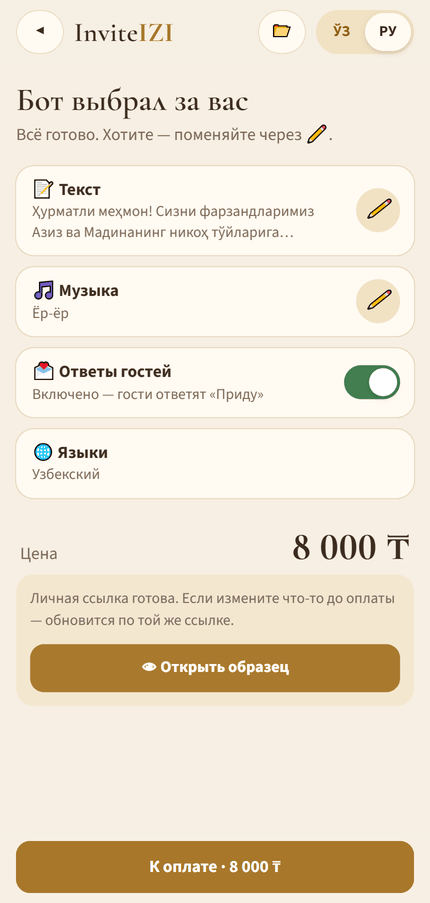 InviteIZI
ЎЗ
РУ
Бот выбрал за вас
Всё готово. Хотите — поменяйте через ✏️.
📝 Текст
Ҳурматли меҳмон! Сизни фарзандларимиз
Азиз ва Мадинанинг никоҳ тўйларига…
🎵 Музыка
Ёр-ёр
💌 Ответы гостей
Включено — гости ответят «Приду»
🌐 Языки
Узбекский
Цена
8 000 ₸
Личная ссылка готова. Если измените что-то до оплаты
— обновится по той же ссылке.
👁 Открыть образец
К оплате · 8 000 ₸